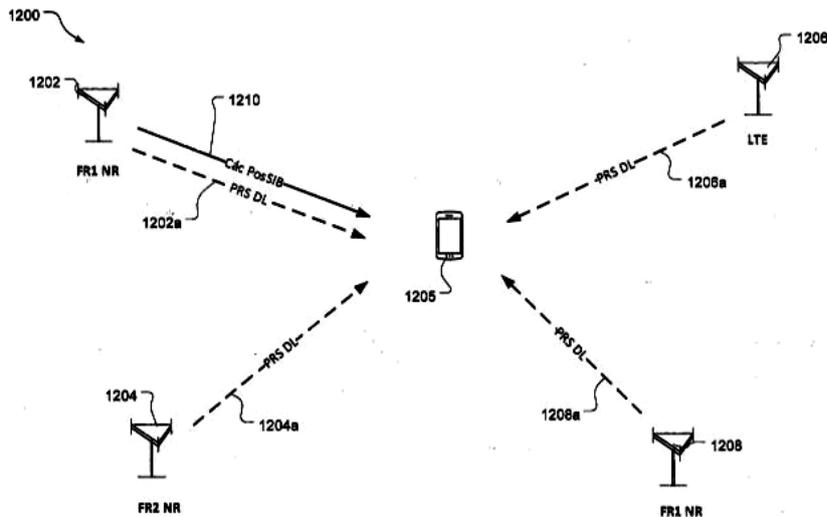 1200
1202
1206
1210
Các PosSIB
PRS DL
FR1 NR
LTE
PRS DL
1206a
1202a
1205
PRS DL
PRS DL
1204
1204a
1208a
1208
FR2 NR
FR1 NR